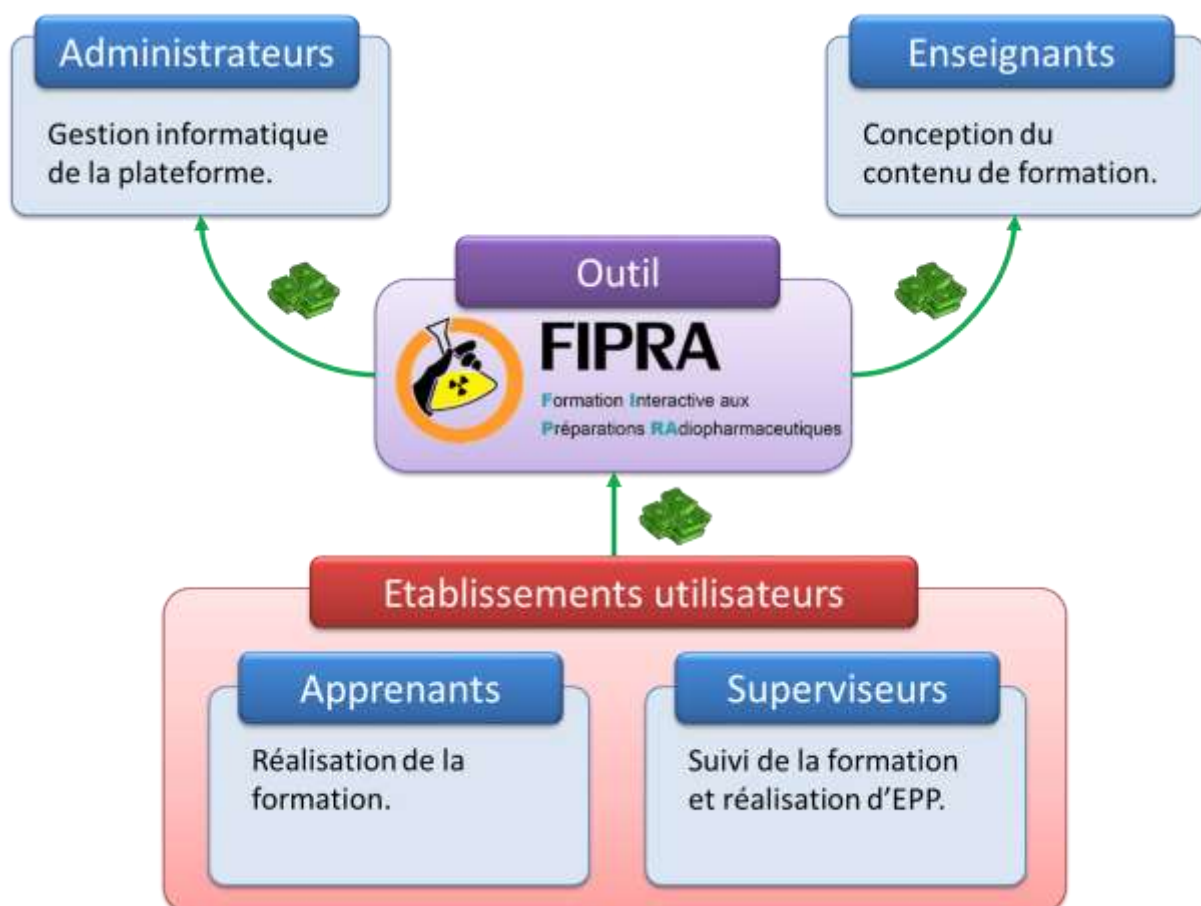 Administrateurs
Gestion informatique
de la plateforme.
Enseignants
Conception du
contenu de formation.
Outil
FIPRA
Formation Interactive aux
Préparations RAdiopharmaceutiques
Etablissements utilisateurs
Apprenants
Réalisation de la
formation.
Superviseurs
Suivi de la formation
et réalisation d’EPP.